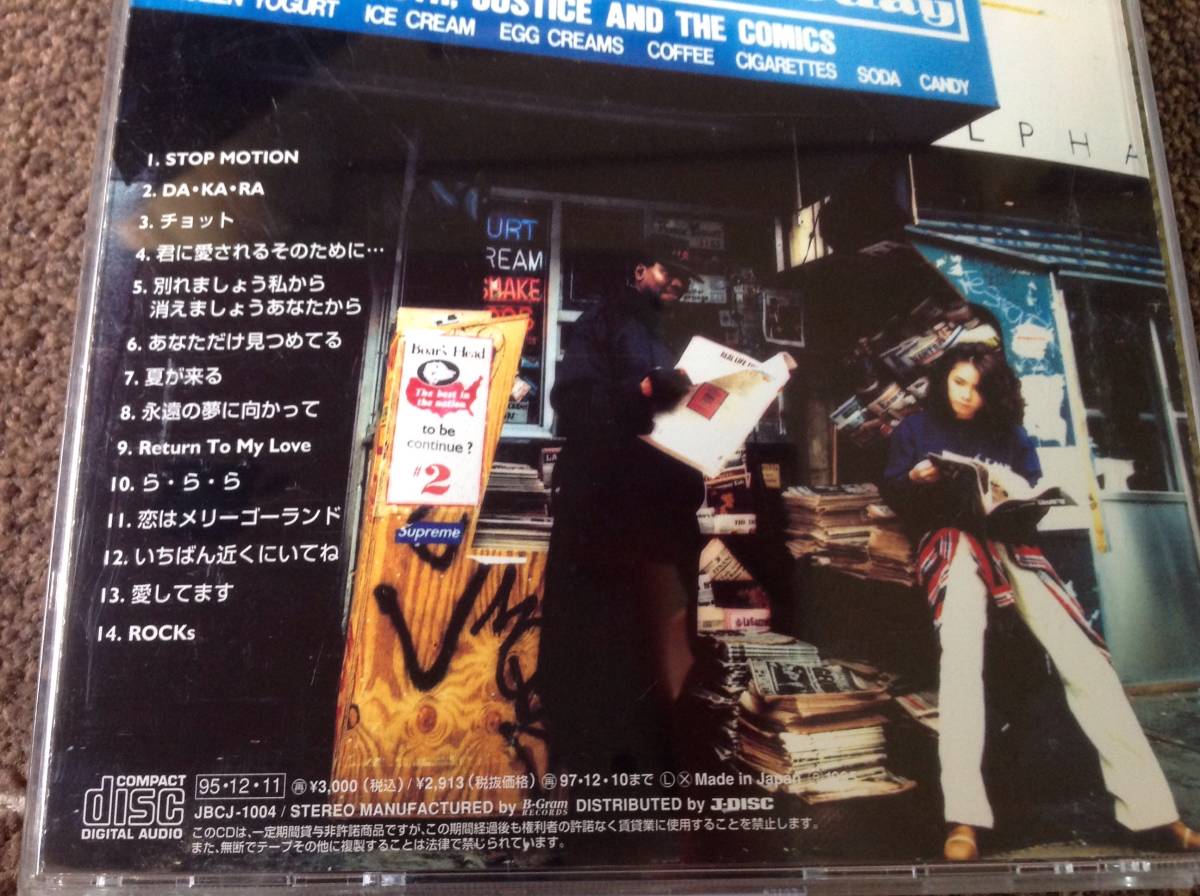 JUSTICE AND THE COMICS
YOGURT ICE CREAM EGG CREAMS COFFEE CIGARETTES SODA CANDY
LPHA
1. STOP MOTION
2. DA・KA・RA
3. チョット
4. 君に愛されるそのために…
5. 別れましょう私から
消えましょうあなたから
6. あなただけ見つめてる
7. 夏が来る
8. 永遠の夢に向かって
9. Return To My Love
10. ら・ら・ら
11. 恋はメリーゴーランド
12. いちばん近くにいてね
13. 愛してます
14. ROCKs
URT
REAM
SHAKE
Boar's Head
The best in
the nation
to be
continue?
#2
Supreme
REAL LIFE
COMPACT
disc
DIGITAL AUDIO
95・12・11 再 ¥3,000（税込）/ ¥2,913（税抜価格） 再 97・12・10まで Ⓛ Ⓧ Made in Japan
JBCJ-1004 / STEREO MANUFACTURED by B-Gram RECORDS DISTRIBUTED by J-DISC
このCDは、一定期間貸与非許諾商品ですが、この期間経過後も権利者の許諾なく賃貸業に使用することを禁止します。
また、無断でテープその他に複製することは法律で禁じられています。